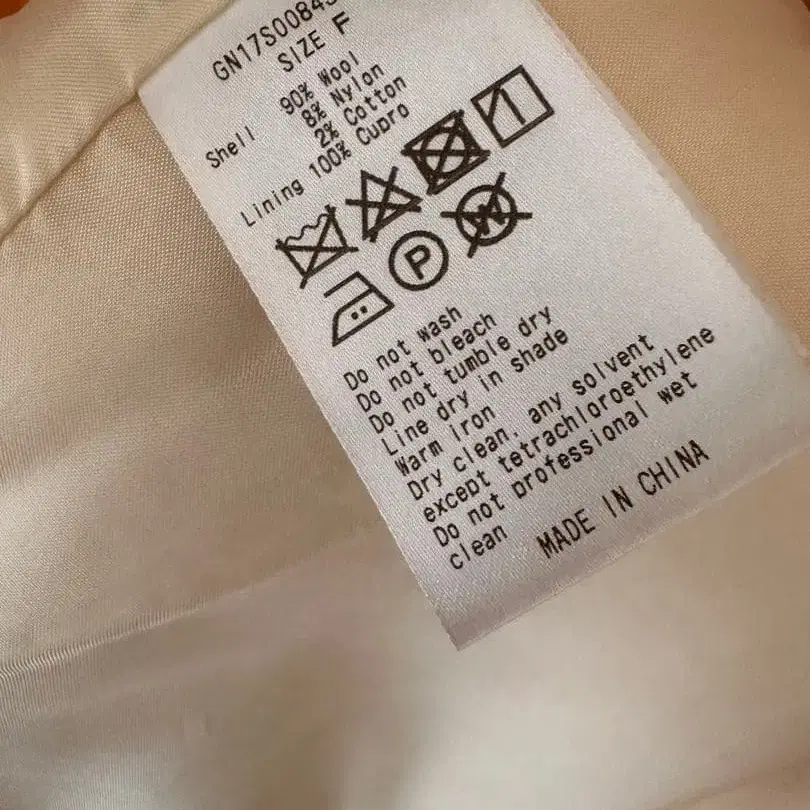 SIZE F
Shell 90% Wool
8% Nylon
2% Cotton
Lining 100% Cupro
P
W
Do not wash
Do not bleach
Do not tumble dry
Line dry in shade
Warm iron
Dry clean, any solvent
except tetrachloroethylene
Do not professional wet
clean
MADE IN CHINA